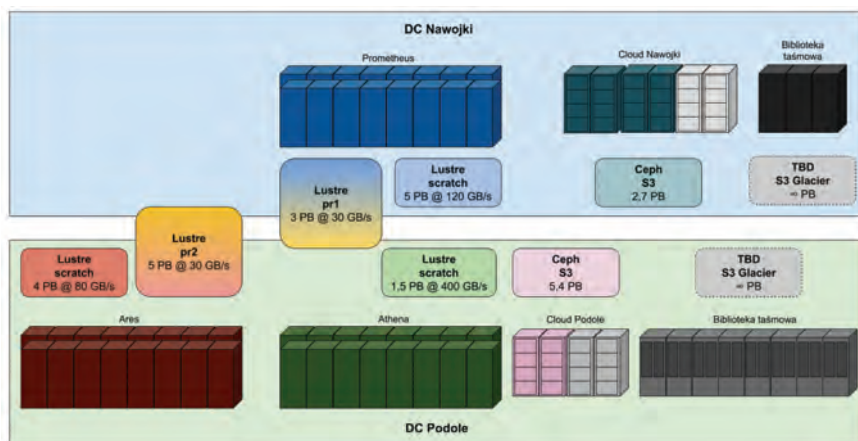 DC Nawojki
Prometheus
Cloud Nawojki
Biblioteka
taśmowa
Lustre
pr1
3 PB @ 30 GB/s
Lustre
scratch
5 PB @ 120 GB/s
Ceph
S3
2,7 PB
TBD
S3 Glacier
∞ PB
Lustre
scratch
4 PB @ 80 GB/s
Lustre
pr2
5 PB @ 30 GB/s
Lustre
scratch
1,5 PB @ 400 GB/s
Ceph
S3
5,4 PB
TBD
S3 Glacier
∞ PB
Ares
Athena
Cloud Podole
Biblioteka taśmowa
DC Podole